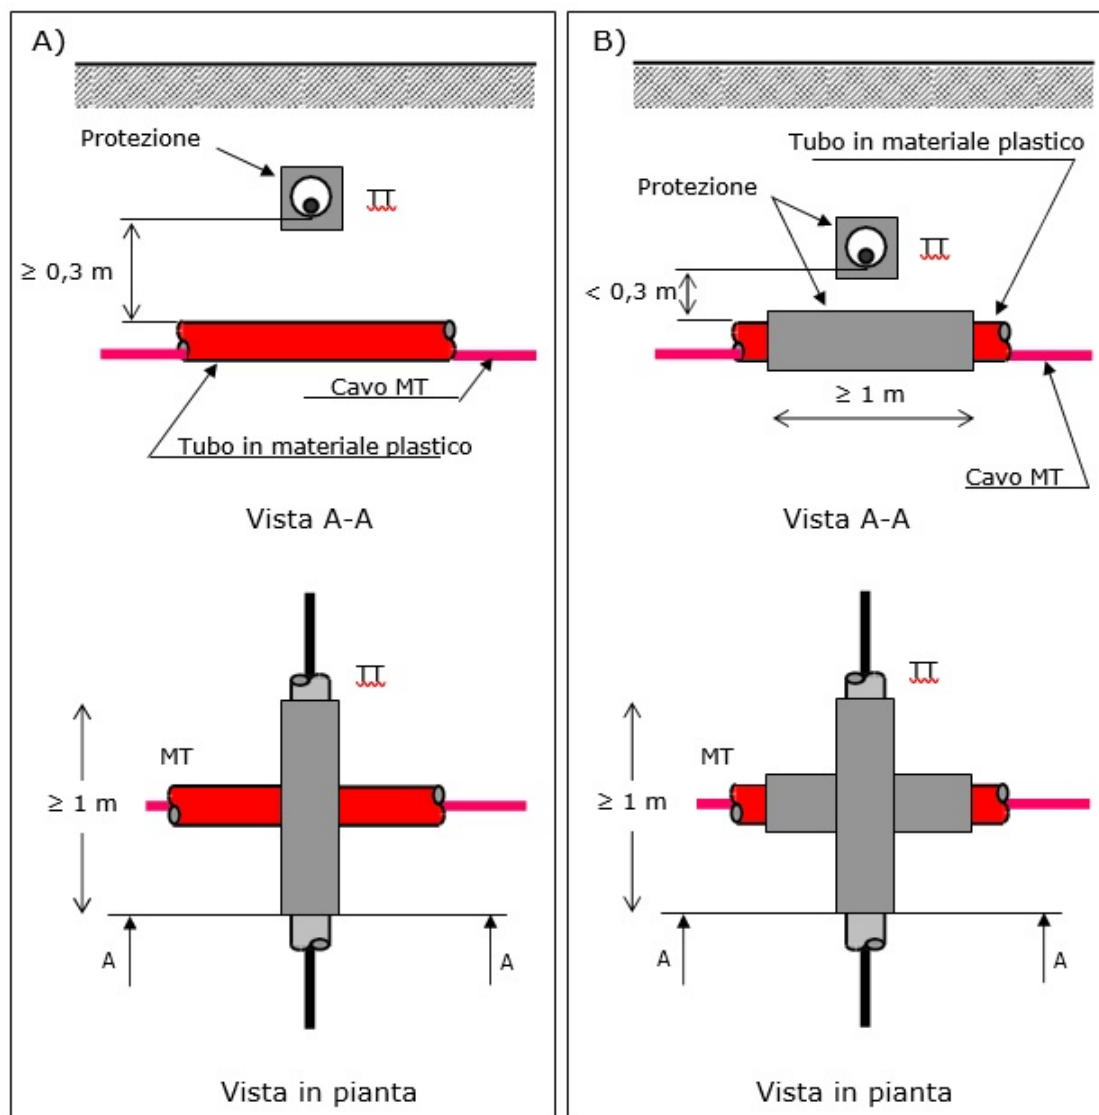 A)
Protezione
TT
≥ 0,3 m
Cavo MT
Tubo in materiale plastico
Vista A-A
TT
MT
≥ 1 m
A
A
Vista in pianta
B)
Tubo in materiale plastico
Protezione
TT
< 0,3 m
≥ 1 m
Cavo MT
Vista A-A
TT
MT
≥ 1 m
A
A
Vista in pianta